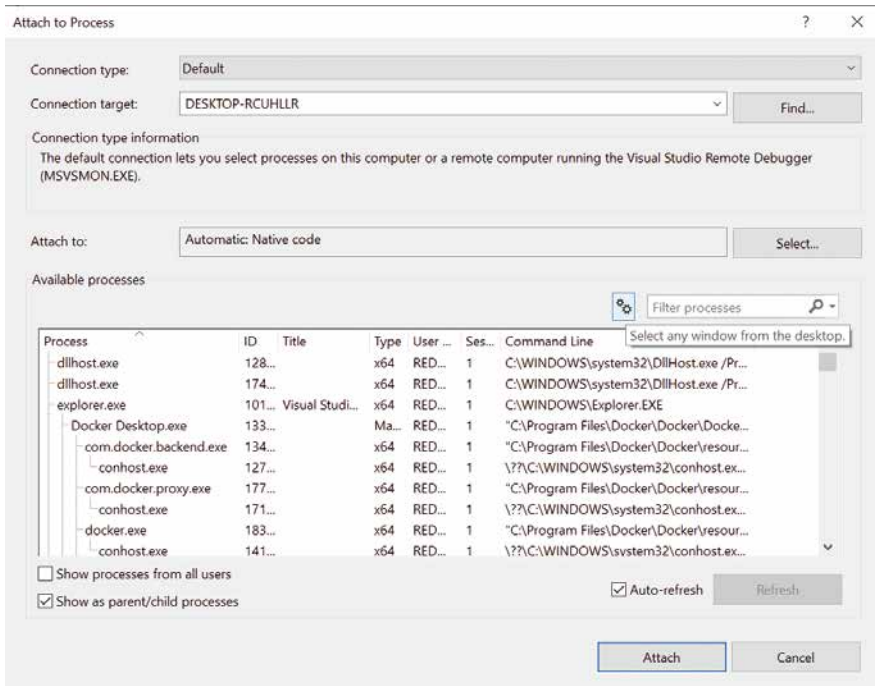 Attach to Process
Connection type: Default
Connection target: DESKTOP-RCUHLLR Find...
Connection type information
The default connection lets you select processes on this computer or a remote computer running the Visual Studio Remote Debugger
(MSVSMON.EXE).
Attach to: Automatic: Native code Select...
Available processes
Filter processes
Select any window from the desktop.
Process ID Title Type User ... Ses... Command Line
dllhost.exe 128... x64 RED... 1 C:\WINDOWS\system32\DllHost.exe /Pr...
dllhost.exe 174... x64 RED... 1 C:\WINDOWS\system32\DllHost.exe /Pr...
explorer.exe 101... Visual Studi... x64 RED... 1 C:\WINDOWS\Explorer.EXE
Docker Desktop.exe 133... Ma... RED... 1 "C:\Program Files\Docker\Docker\Docke...
com.docker.backend.exe 134... x64 RED... 1 "C:\Program Files\Docker\Docker\resour...
conhost.exe 127... x64 RED... 1 \??\C:\WINDOWS\system32\conhost.ex...
com.docker.proxy.exe 177... x64 RED... 1 "C:\Program Files\Docker\Docker\resour...
conhost.exe 171... x64 RED... 1 \??\C:\WINDOWS\system32\conhost.ex...
docker.exe 183... x64 RED... 1 "C:\Program Files\Docker\Docker\resour...
conhost.exe 141... x64 RED... 1 \??\C:\WINDOWS\system32\conhost.ex...
Show processes from all users
Show as parent/child processes
Auto-refresh Refresh
Attach Cancel